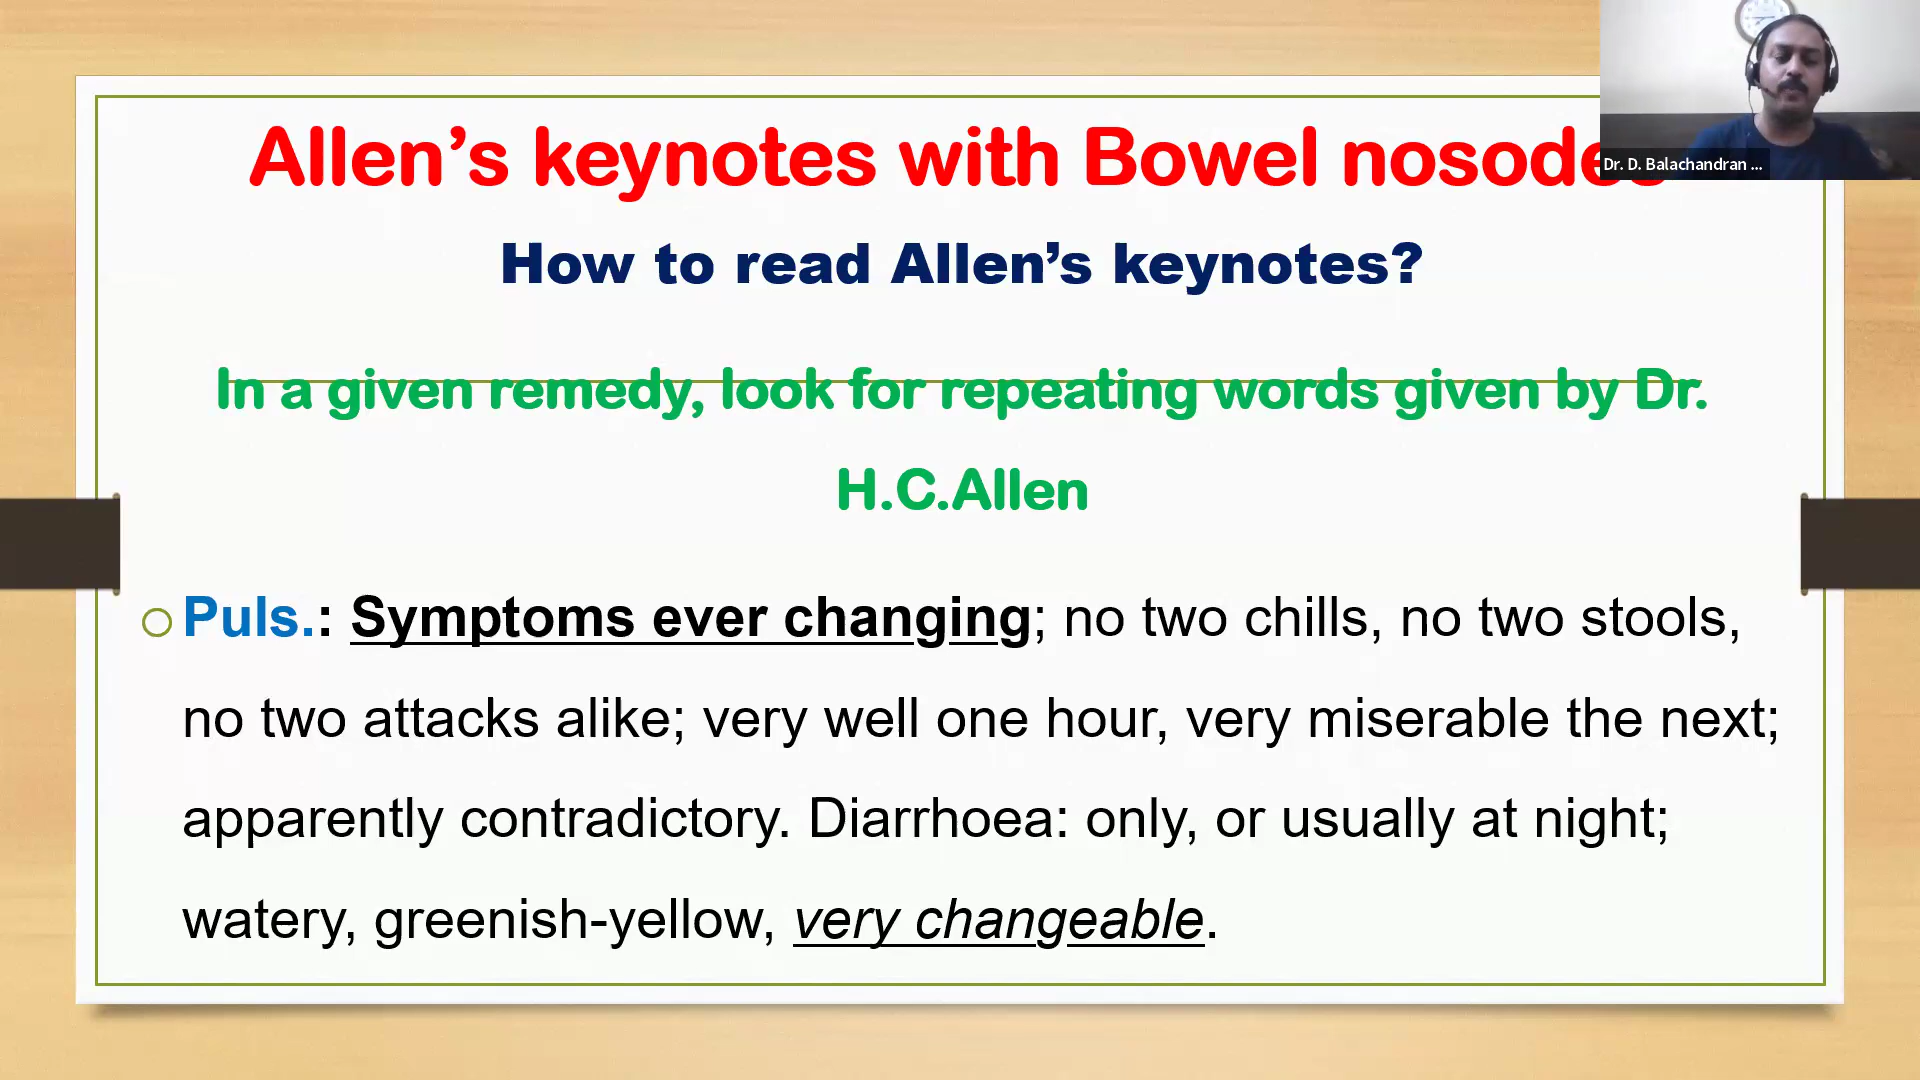 Allen’s keynotes with Bowel nosodes
Dr. D. Balachandran ...
How to read Allen’s keynotes?
In a given remedy, look for repeating words given by Dr.
H.C.Allen
Puls.: Symptoms ever changing; no two chills, no two stools,
no two attacks alike; very well one hour, very miserable the next;
apparently contradictory. Diarrhoea: only, or usually at night;
watery, greenish-yellow, very changeable.